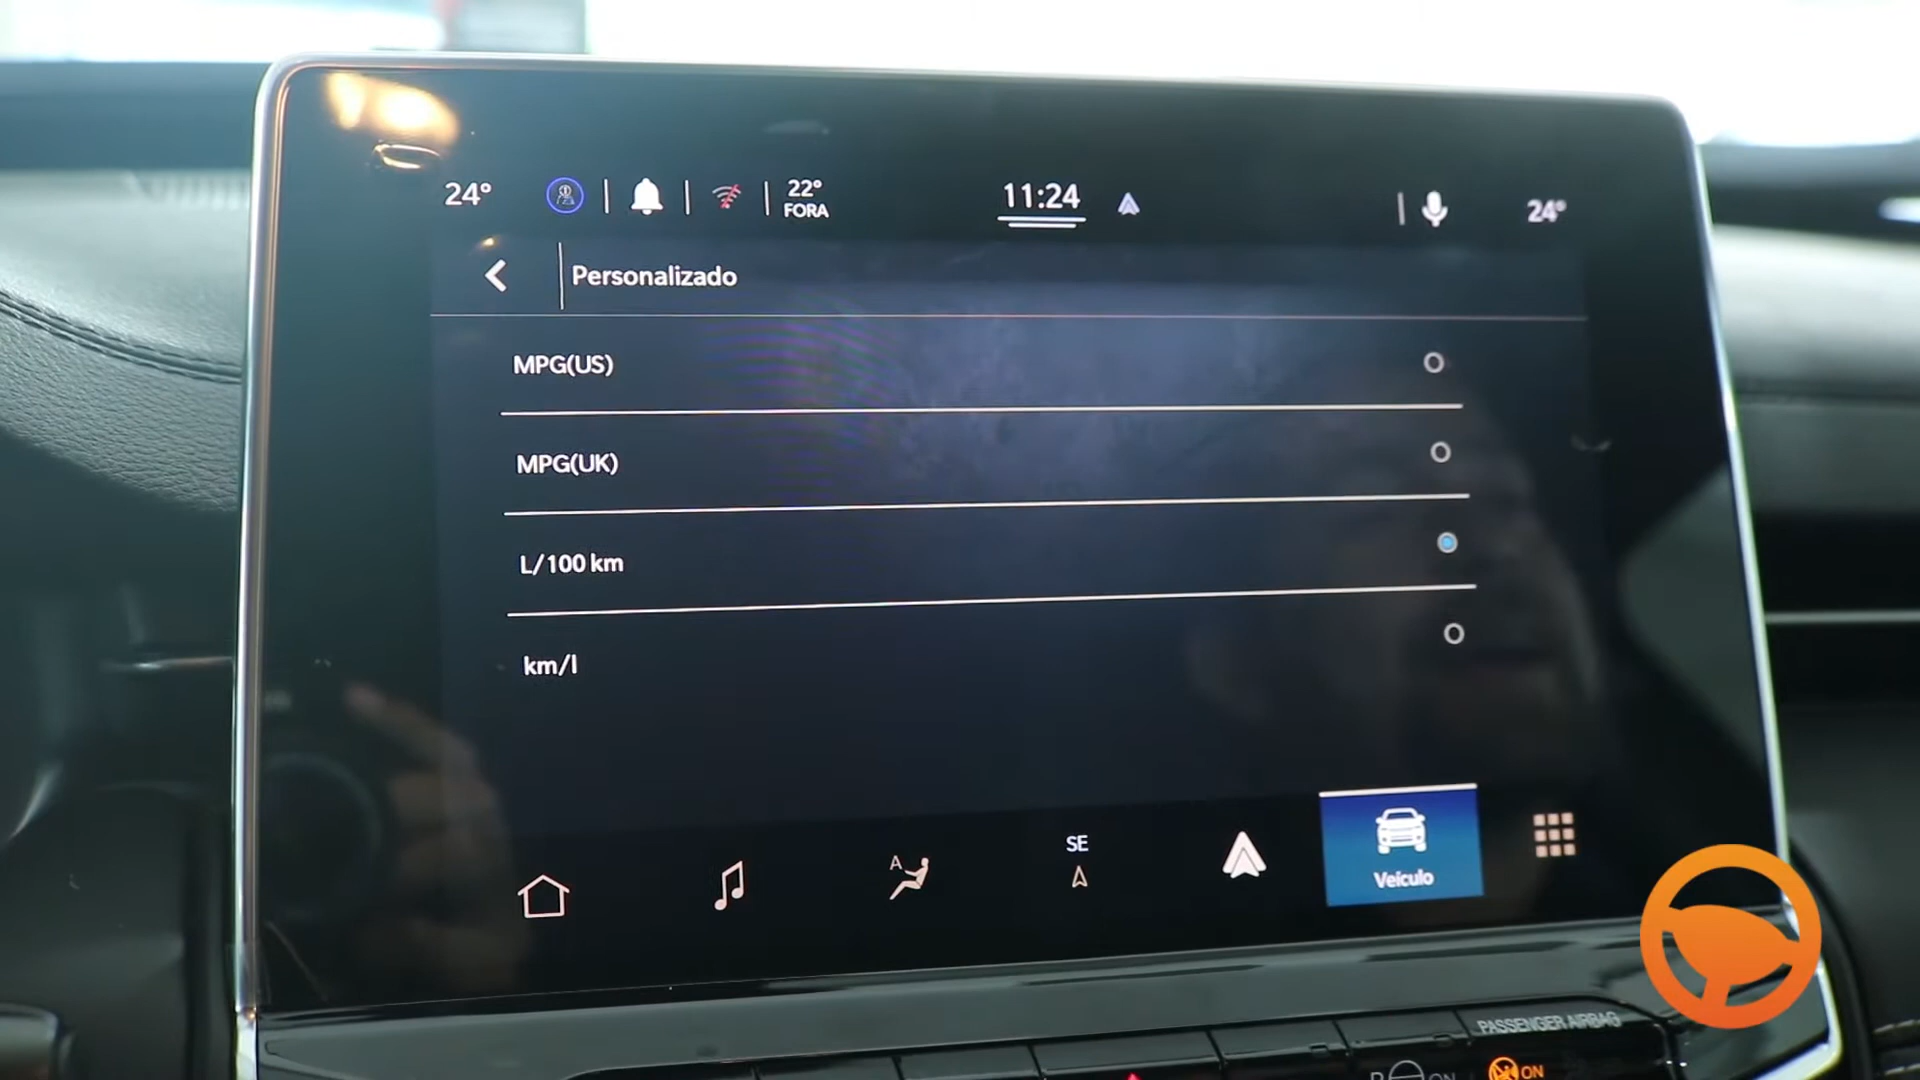 24°
22°
FORA
11:24
24°
Personalizado
MPG(US)
MPG(UK)
L/100 km
km/l
A
SE
Veículo
PASSENGER AIRBAG
ON
ON